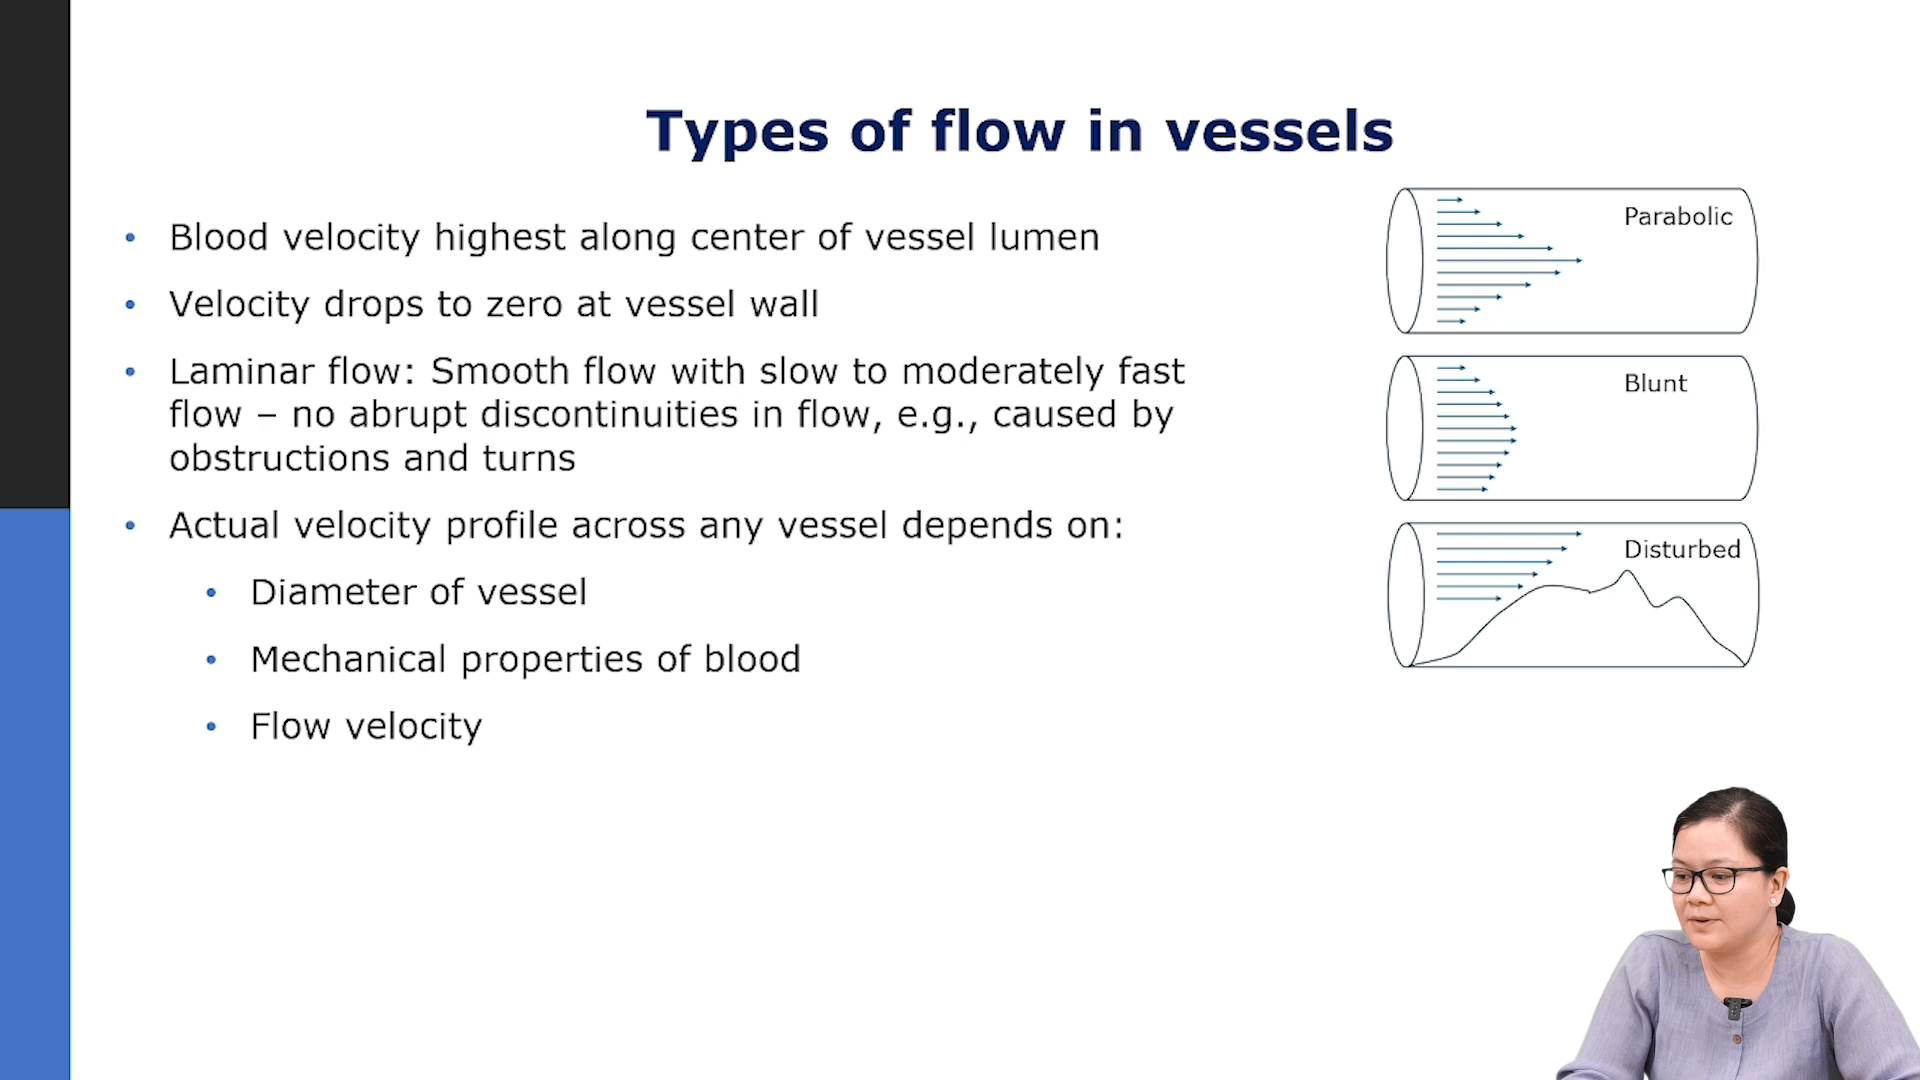 Types of flow in vessels
• Blood velocity highest along center of vessel lumen
• Velocity drops to zero at vessel wall
• Laminar flow: Smooth flow with slow to moderately fast
flow – no abrupt discontinuities in flow, e.g., caused by
obstructions and turns
• Actual velocity profile across any vessel depends on:
• Diameter of vessel
• Mechanical properties of blood
• Flow velocity
Parabolic
Blunt
Disturbed